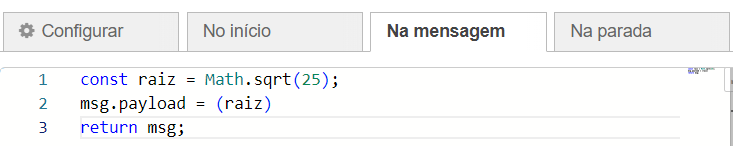 Configurar No início Na mensagem Na parada
1 const raiz = Math.sqrt(25);
2 msg.payload = (raiz)
3 return msg;